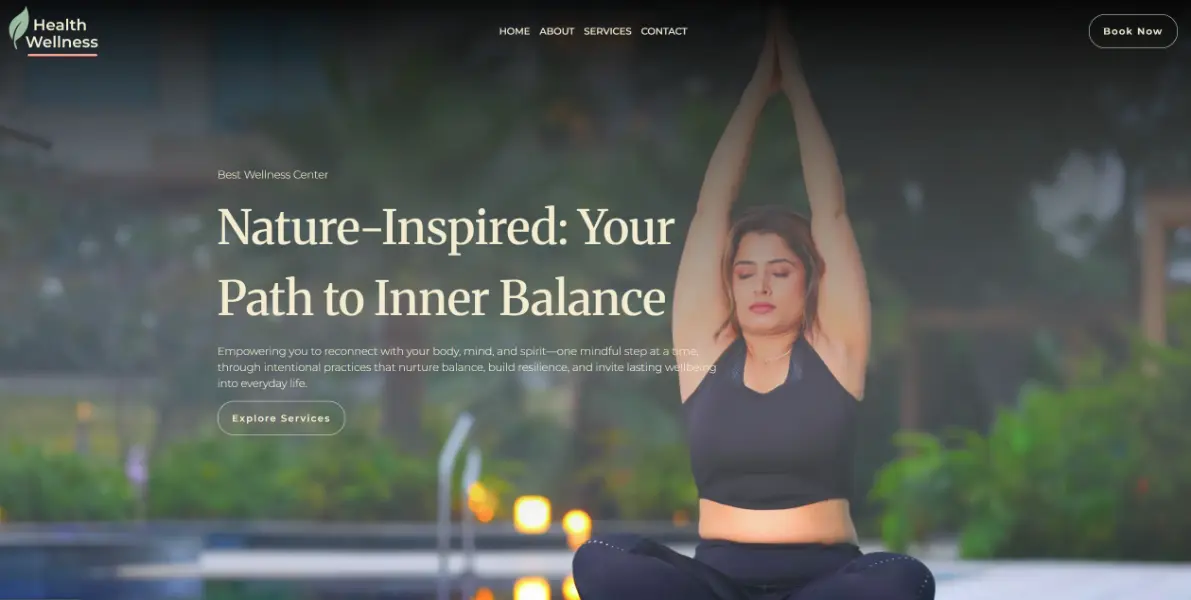 Health
Wellness
HOME ABOUT SERVICES CONTACT
Book Now
Best Wellness Center
Nature-Inspired: Your
Path to Inner Balance
Empowering you to reconnect with your body, mind, and spirit—one mindful step at a time,
through intentional practices that nurture balance, build resilience, and invite lasting wellbeing
into everyday life.
Explore Services